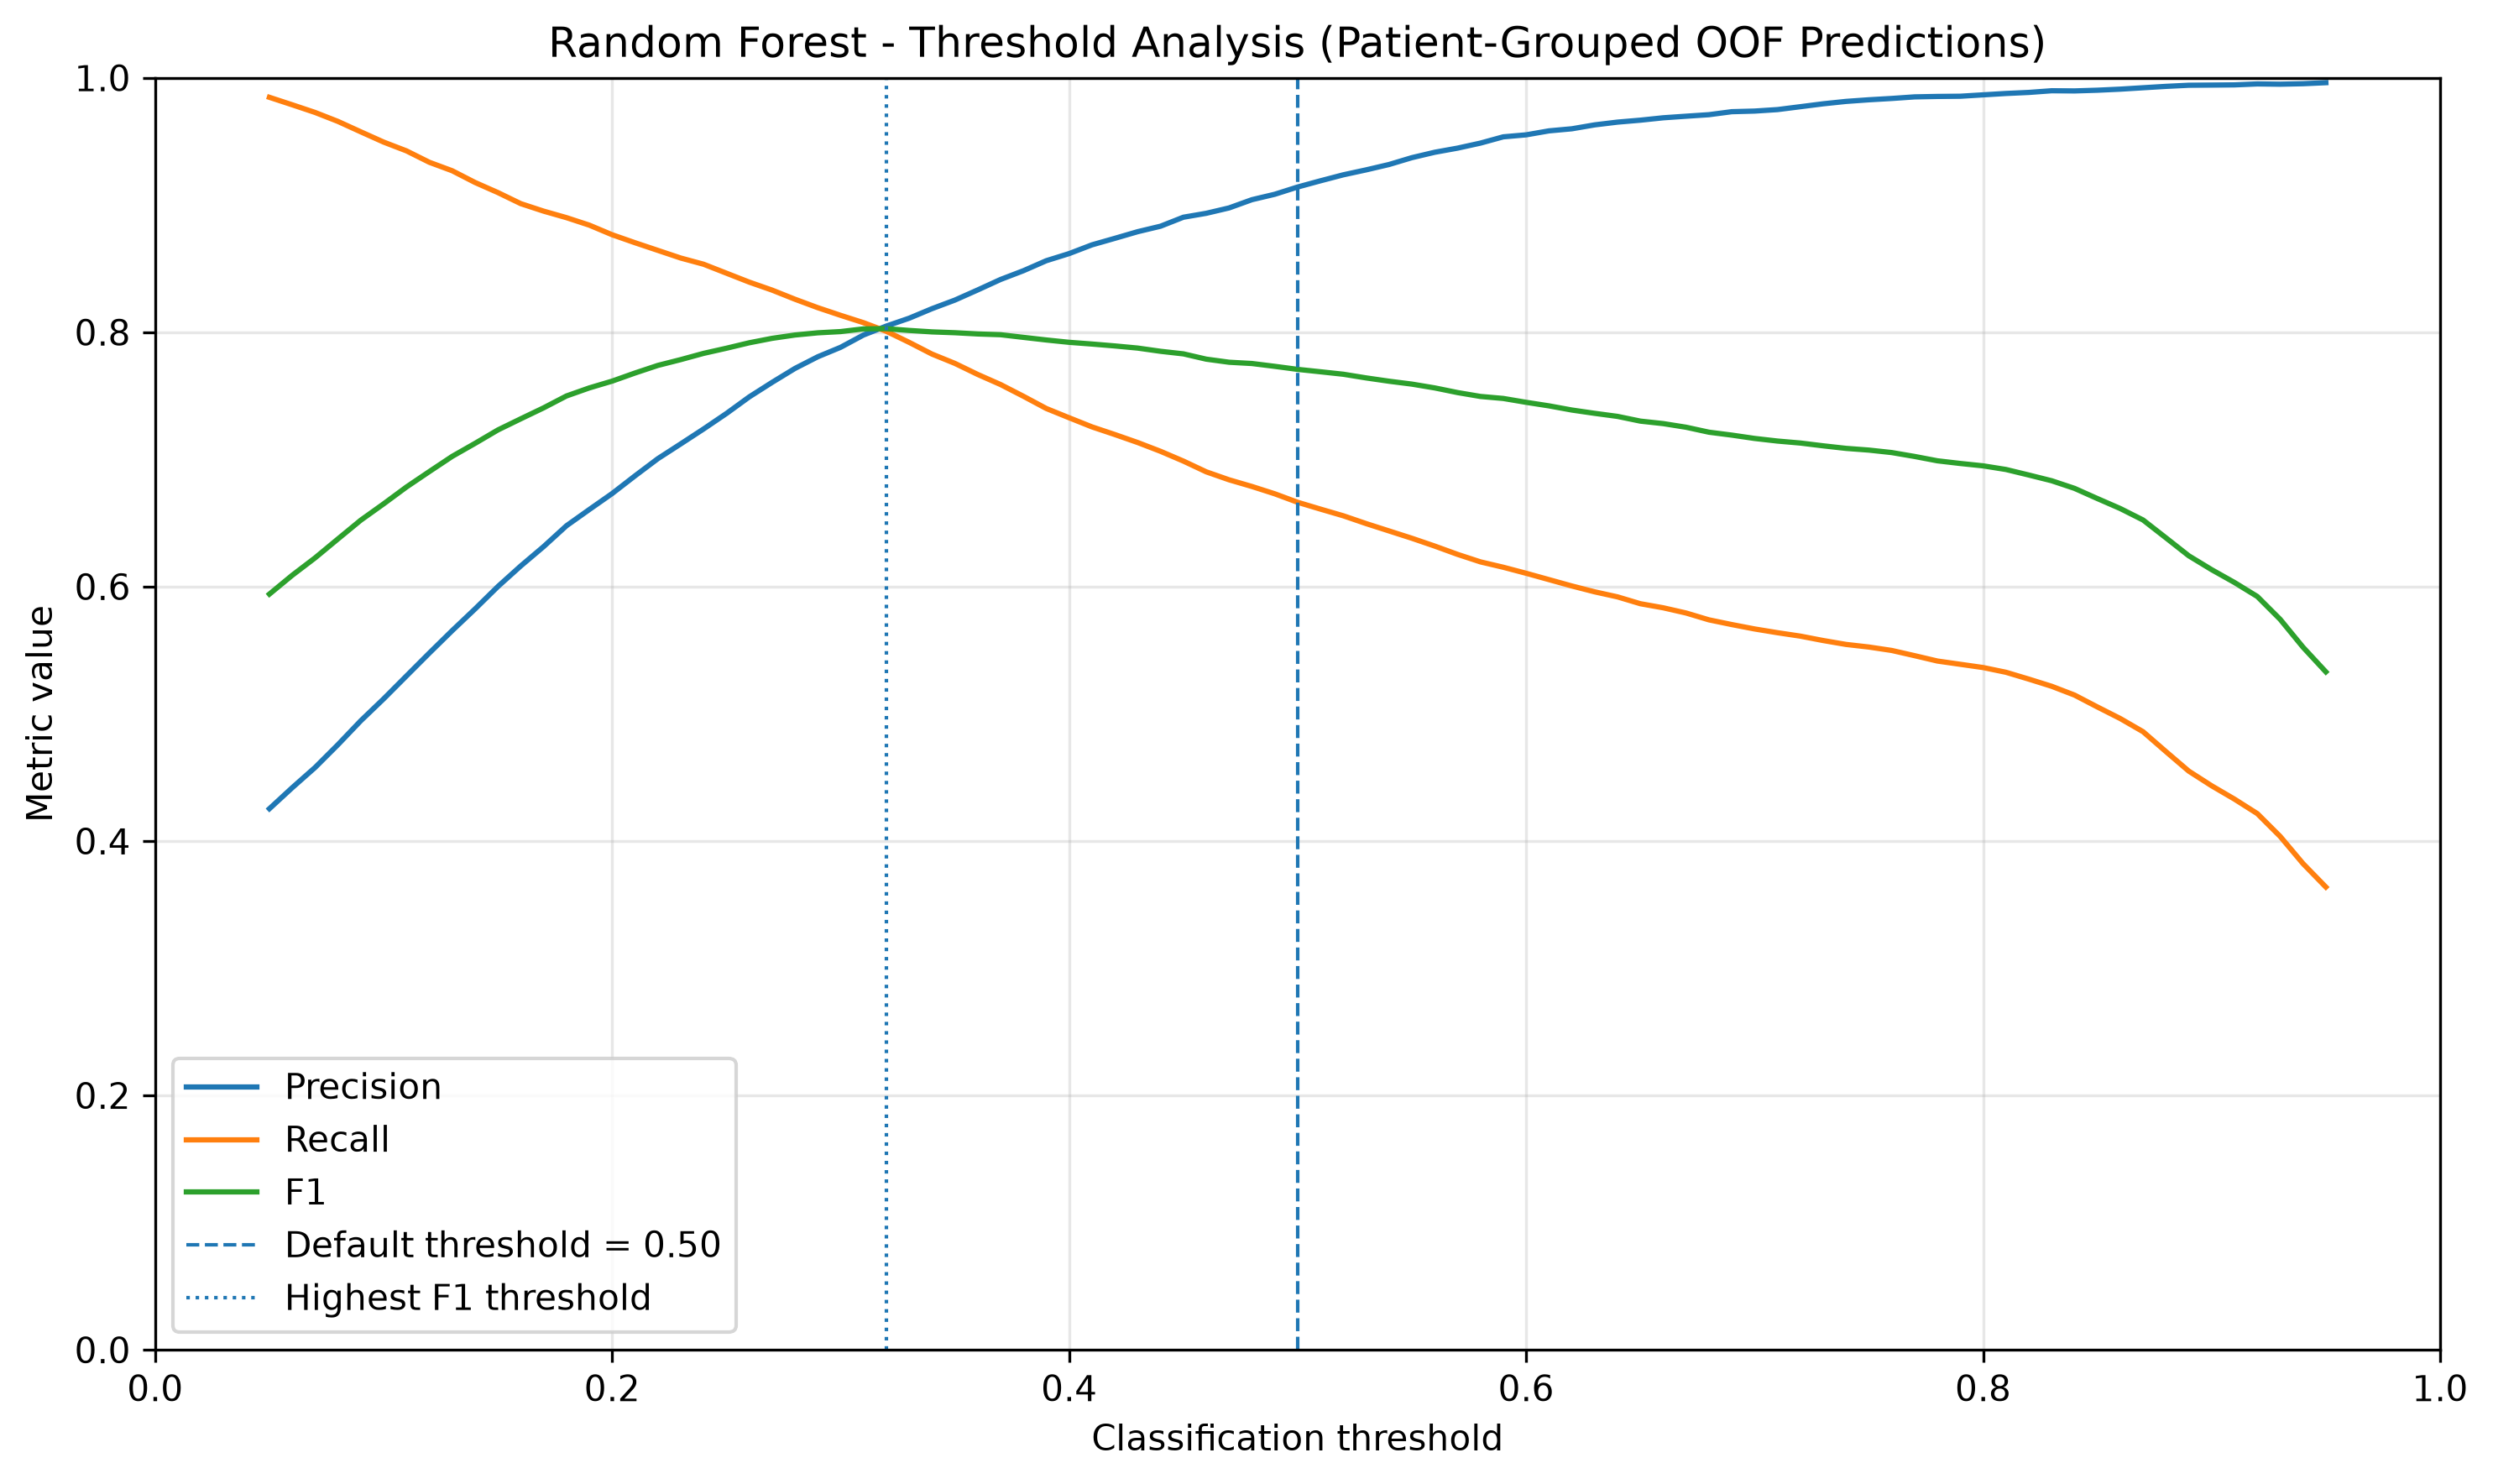 Random Forest - Threshold Analysis (Patient-Grouped OOF Predictions)
1.0
0.8
0.6
0.4
0.2
0.0
Metric value
Precision
Recall
F1
Default threshold = 0.50
Highest F1 threshold
0.0 0.2 0.4 0.6 0.8 1.0
Classification threshold